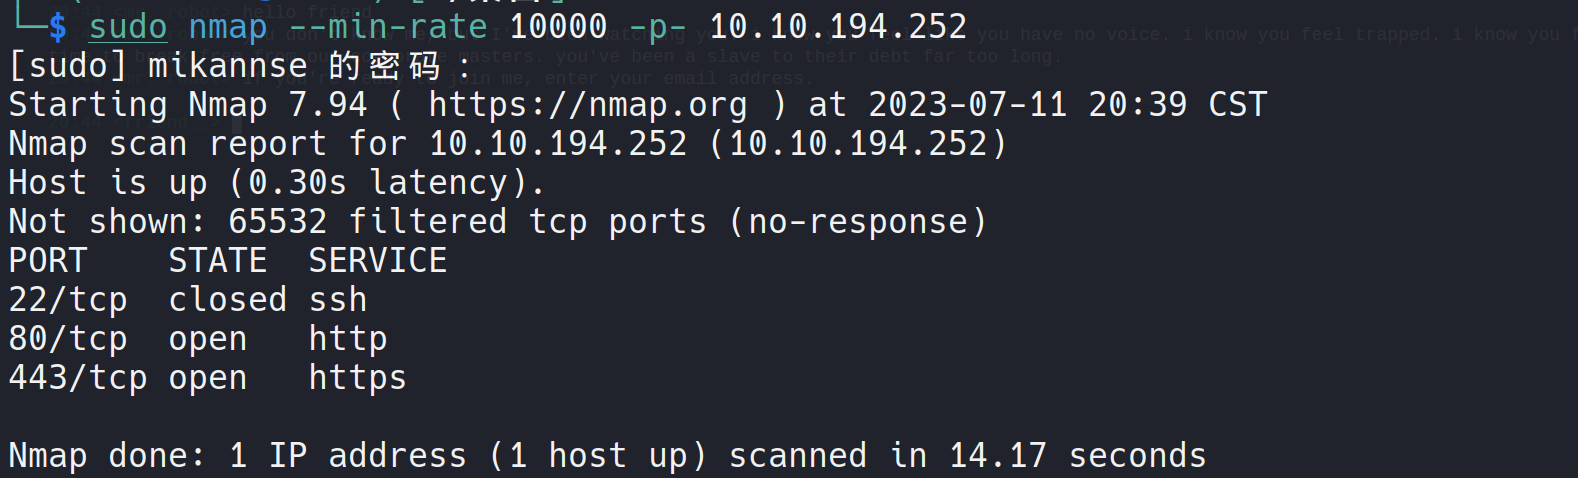 └─$ sudo nmap --min-rate 10000 -p- 10.10.194.252
[sudo] mikannse 的密码：
Starting Nmap 7.94 ( https://nmap.org ) at 2023-07-11 20:39 CST
Nmap scan report for 10.10.194.252 (10.10.194.252)
Host is up (0.30s latency).
Not shown: 65532 filtered tcp ports (no-response)
PORT    STATE  SERVICE
22/tcp  closed ssh
80/tcp  open   http
443/tcp open   https
Nmap done: 1 IP address (1 host up) scanned in 14.17 seconds